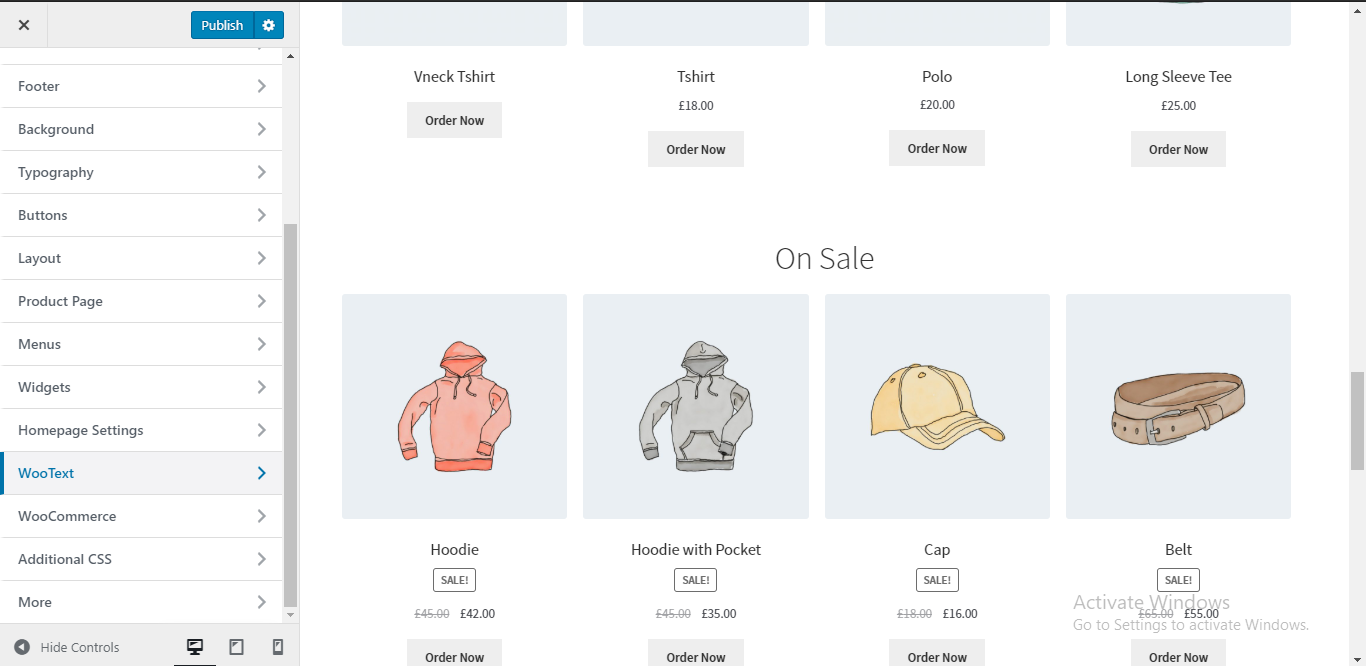 Publish
Footer
Background
Typography
Buttons
Layout
Product Page
Menus
Widgets
Homepage Settings
WooText
WooCommerce
Additional CSS
More
Hide Controls
Vneck Tshirt
Order Now
Tshirt
£18.00
Order Now
Polo
£20.00
Order Now
Long Sleeve Tee
£25.00
Order Now
On Sale
Hoodie
SALE!
£45.00 £42.00
Order Now
Hoodie with Pocket
SALE!
£45.00 £35.00
Order Now
Cap
SALE!
£18.00 £16.00
Order Now
Belt
SALE!
£65.00 £55.00
Order Now
Activate Windows
Go to Settings to activate Windows.